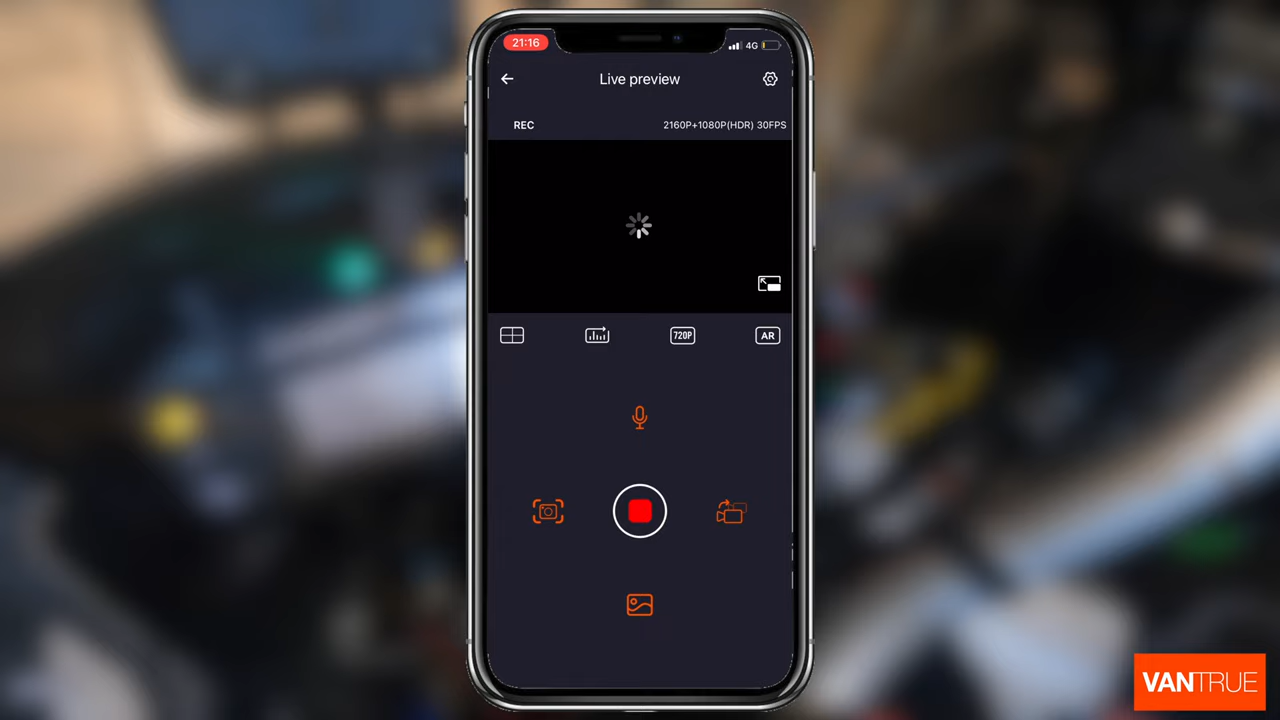 21:16
4G
Live preview
REC
2160P+1080P(HDR) 30FPS
720P
AR
VANTRUE